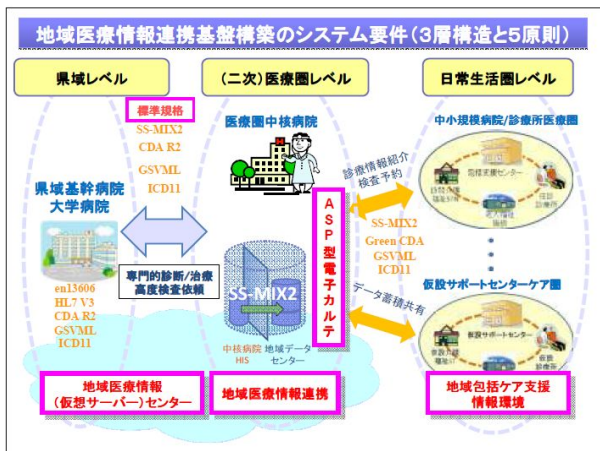 地域医療情報連携基盤構築のシステム要件(3層構造と5原則)
県域レベル
(二次)医療圏レベル
日常生活圏レベル
標準規格
SS-MIX2
CDA R2
GSVML
ICD11
県域基幹病院
大学病院
en13606
HL7 V3
CDA R2
GSVML
ICD11
専門的診断/治療
高度検査依頼
医療圏中核病院
SS-MIX2
中核病院
HIS
地域データ
センター
ASP型電子カルテ
診療情報紹介
検査予約
SS-MIX2
Green CDA
GSVML
ICD11
データ蓄積共有
中小規模病院/診療所医療圏
老人福祉
仮設サポートセンターケア圏
仮設サポートセンター
地域医療情報
(仮想サーバー)センター
地域医療情報連携
地域包括ケア支援
情報環境